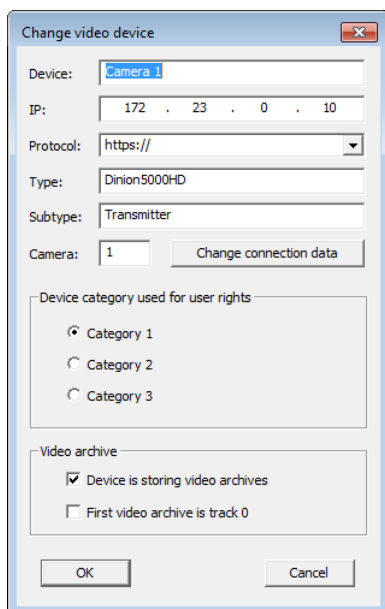 Change video device
Device: Camera 1
IP: 172 . 23 . 0 . 10
Protocol: https://
Type: Dinion5000HD
Subtype: Transmitter
Camera: 1 Change connection data
Device category used for user rights
Category 1
Category 2
Category 3
Video archive
Device is storing video archives
First video archive is track 0
OK Cancel